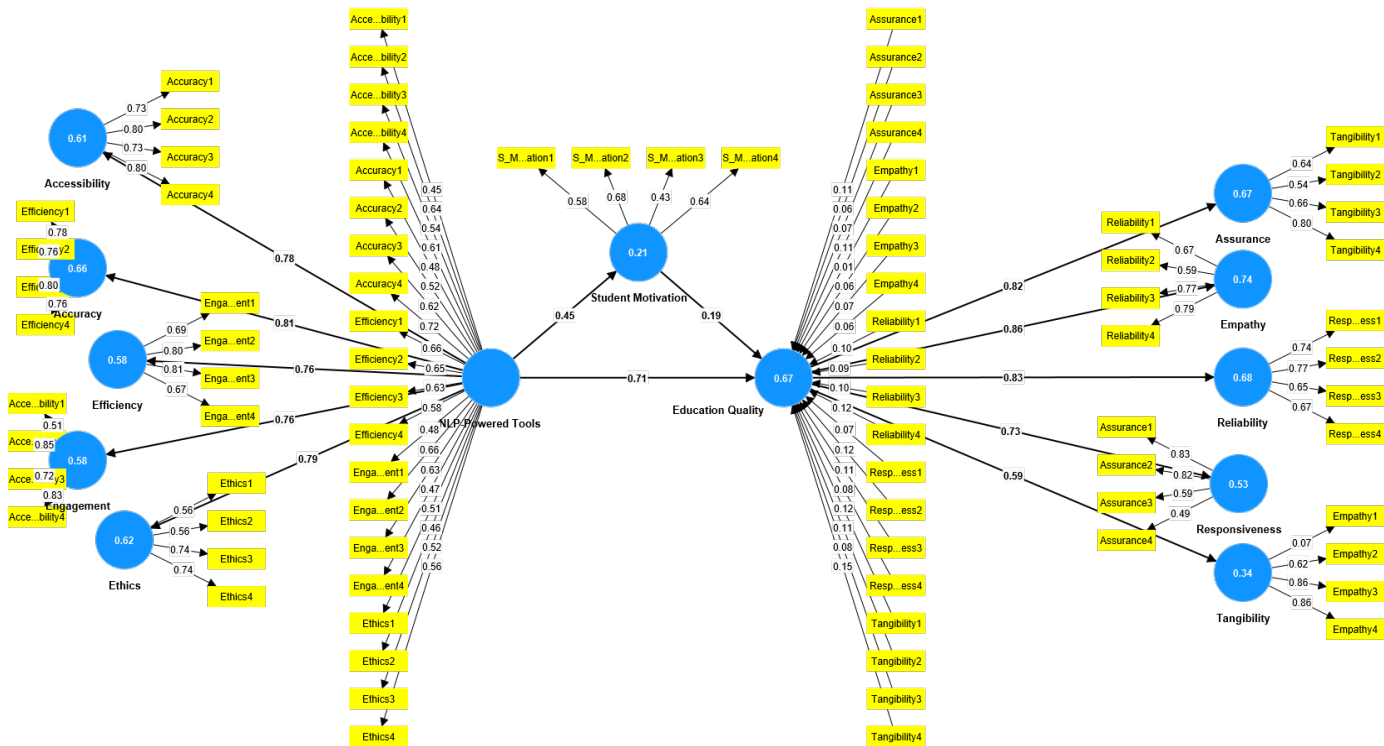 Accuracy1
Accuracy2
Accuracy3
Accuracy4
0.73
0.80
0.73
0.80
0.61
Accessibility
Efficiency1
Efficiency4
0.78
0.76
0.80
0.76
0.66
Accuracy
Enga...ent1
Enga...ent2
Enga...ent3
Enga...ent4
0.69
0.80
0.81
0.67
0.58
Efficiency
Acce...bility1
Acce...bility4
0.51
0.85
0.72
0.83
0.58
Engagement
Ethics1
Ethics2
Ethics3
Ethics4
0.56
0.56
0.74
0.74
0.62
Ethics
0.78
0.81
0.76
0.76
0.79
Acce...bility1
Acce...bility2
Acce...bility3
Acce...bility4
Accuracy1
Accuracy2
Accuracy3
Accuracy4
Efficiency1
Efficiency2
Efficiency3
Efficiency4
Enga...ent1
Enga...ent2
Enga...ent3
Enga...ent4
Ethics1
Ethics2
Ethics3
Ethics4
0.45
0.64
0.54
0.61
0.48
0.52
0.62
0.72
0.66
0.65
0.63
0.58
0.48
0.66
0.63
0.47
0.51
0.46
0.52
0.56
NLP-Powered Tools
S_M...ation1
S_M...ation2
S_M...ation3
S_M...ation4
0.58
0.68
0.43
0.64
0.21
Student Motivation
0.45
0.19
0.71
0.67
Education Quality
Assurance1
Assurance2
Assurance3
Assurance4
Empathy1
Empathy2
Empathy3
Empathy4
Reliability1
Reliability2
Reliability3
Reliability4
Resp...ess1
Resp...ess2
Resp...ess3
Resp...ess4
Tangibility1
Tangibility2
Tangibility3
Tangibility4
0.11
0.06
0.07
0.11
0.01
0.06
0.07
0.06
0.10
0.09
0.10
0.12
0.07
0.12
0.11
0.08
0.12
0.11
0.08
0.15
0.82
0.86
0.83
0.73
0.59
Tangibility1
Tangibility2
Tangibility3
Tangibility4
0.64
0.54
0.66
0.80
0.67
Assurance
Reliability1
Reliability2
Reliability3
Reliability4
0.67
0.59
0.77
0.79
0.74
Empathy
Resp...ess1
Resp...ess2
Resp...ess3
Resp...ess4
0.74
0.77
0.65
0.67
0.68
Reliability
Assurance1
Assurance2
Assurance3
Assurance4
0.83
0.82
0.59
0.49
0.53
Responsiveness
Empathy1
Empathy2
Empathy3
Empathy4
0.07
0.62
0.86
0.86
0.34
Tangibility